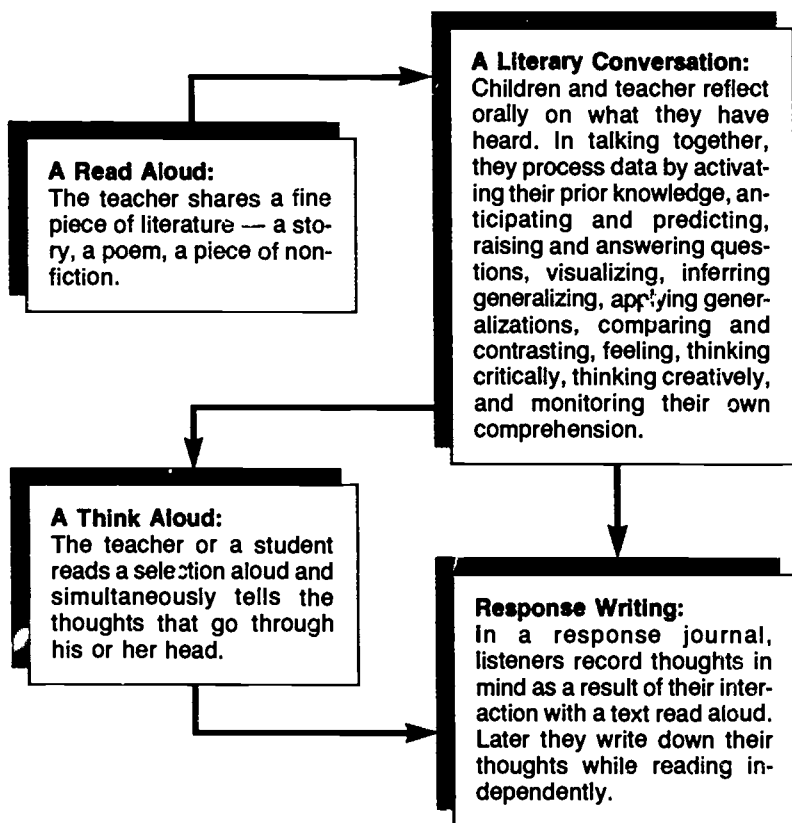 A Read Aloud:
The teacher shares a fine
piece of literature — a sto-
ry, a poem, a piece of non-
fiction.
A Literary Conversation:
Children and teacher reflect
orally on what they have
heard. In talking together,
they process data by activat-
ing their prior knowledge, an-
ticipating and predicting,
raising and answering ques-
tions, visualizing, inferring
generalizing, applying gener-
alizations, comparing and
contrasting, feeling, thinking
critically, thinking creatively,
and monitoring their own
comprehension.
A Think Aloud:
The teacher or a student
reads a selection aloud and
simultaneously tells the
thoughts that go through
his or her head.
Response Writing:
In a response journal,
listeners record thoughts in
mind as a result of their inter-
action with a text read aloud.
Later they write down their
thoughts while reading in-
dependently.